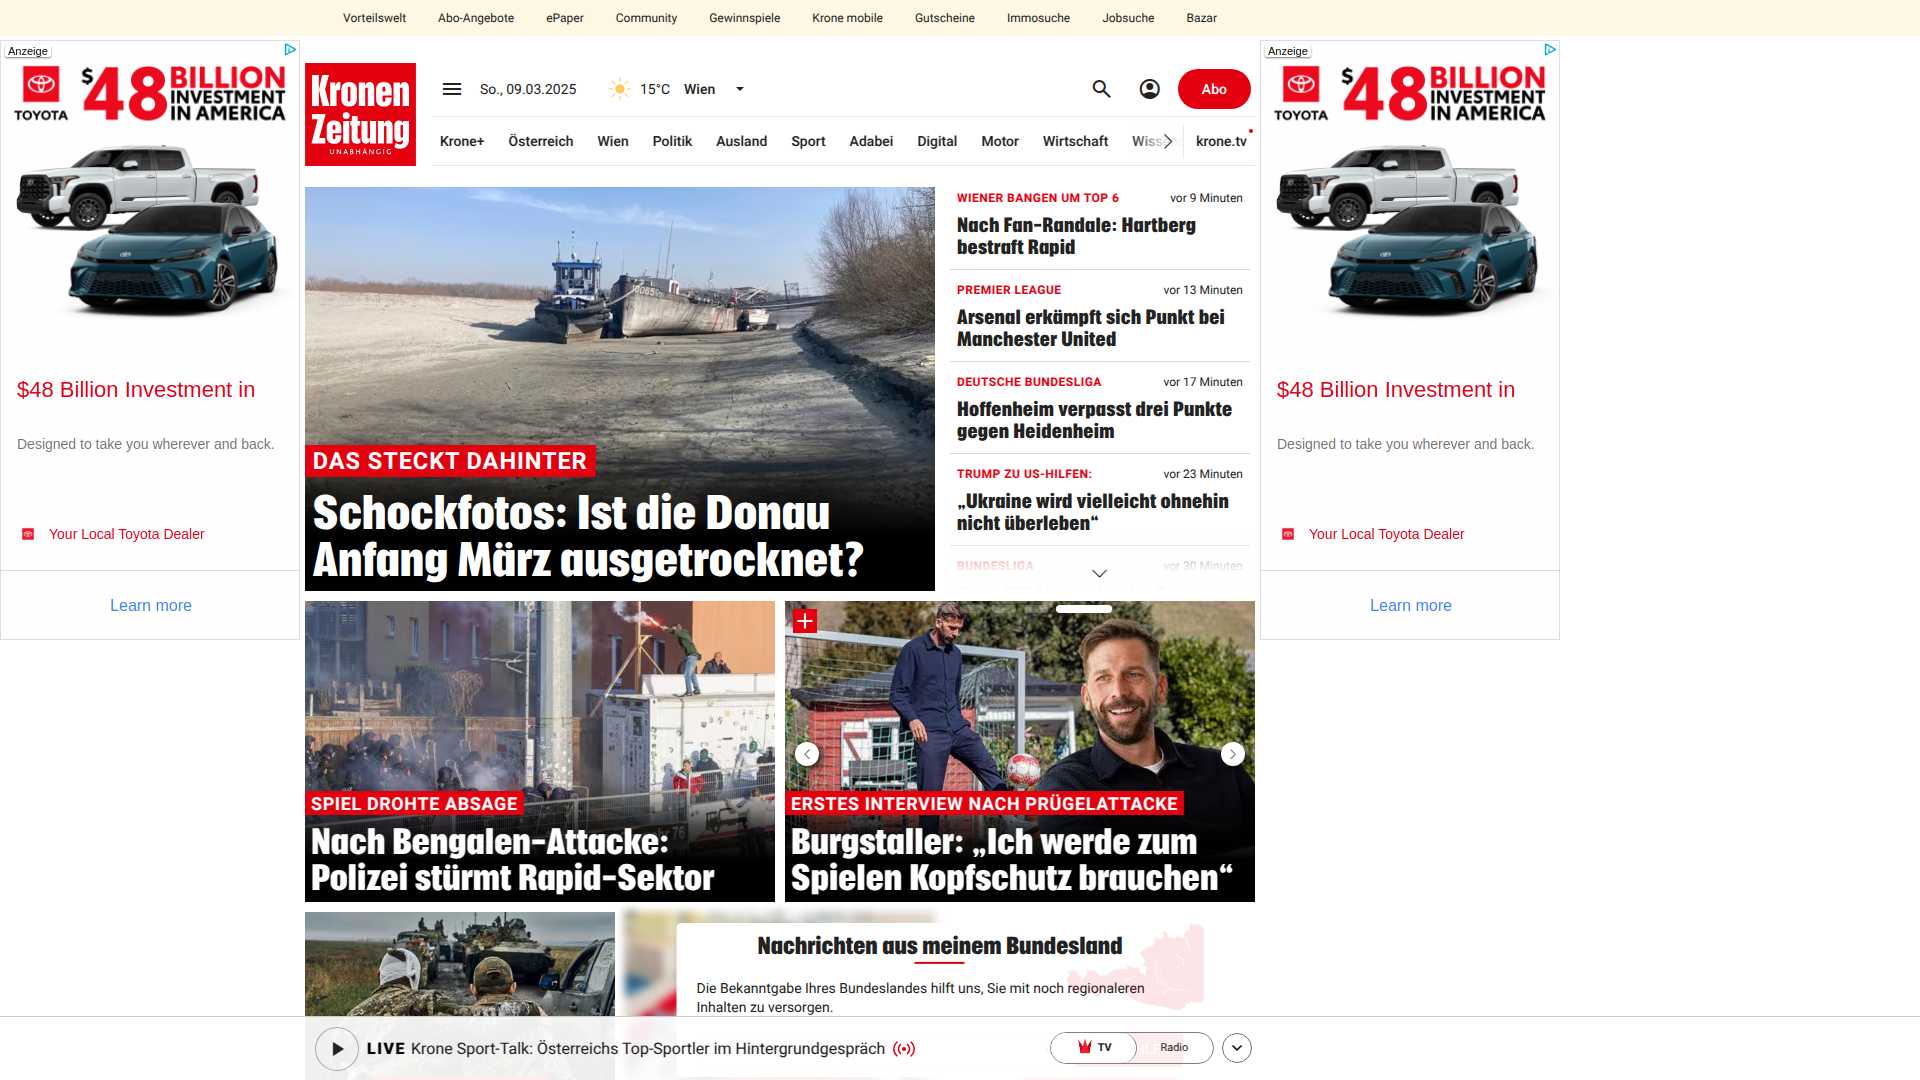 Vorteilswelt Abo-Angebote ePaper Community Gewinnspiele Krone mobile Gutscheine Immosuche Jobsuche Bazar
Anzeige
TOYOTA
$48 BILLION
INVESTMENT
IN AMERICA
$48 Billion Investment in
Designed to take you wherever and back.
Your Local Toyota Dealer
Learn more
Kronen
Zeitung
UNABHÄNGIG
So., 09.03.2025 15°C Wien
Abo
Krone+ Österreich Wien Politik Ausland Sport Adabei Digital Motor Wirtschaft Wissen krone.tv
DAS STECKT DAHINTER
Schockfotos: Ist die Donau
Anfang März ausgetrocknet?
WIENER BANGEN UM TOP 6 vor 9 Minuten
Nach Fan-Randale: Hartberg
bestraft Rapid
PREMIER LEAGUE vor 13 Minuten
Arsenal erkämpft sich Punkt bei
Manchester United
DEUTSCHE BUNDESLIGA vor 17 Minuten
Hoffenheim verpasst drei Punkte
gegen Heidenheim
TRUMP ZU US-HILFEN: vor 23 Minuten
„Ukraine wird vielleicht ohnehin
nicht überleben“
BUNDESLIGA vor 30 Minuten
SPIEL DROHTE ABSAGE
Nach Bengalen-Attacke:
Polizei stürmt Rapid-Sektor
ERSTES INTERVIEW NACH PRÜGELATTACKE
Burgstaller: „Ich werde zum
Spielen Kopfschutz brauchen“
Nachrichten aus meinem Bundesland
Die Bekanntgabe Ihres Bundeslandes hilft uns, Sie mit noch regionaleren
Inhalten zu versorgen.
LIVE Krone Sport-Talk: Österreichs Top-Sportler im Hintergrundgespräch
TV Radio
Anzeige
TOYOTA
$48 BILLION
INVESTMENT
IN AMERICA
$48 Billion Investment in
Designed to take you wherever and back.
Your Local Toyota Dealer
Learn more